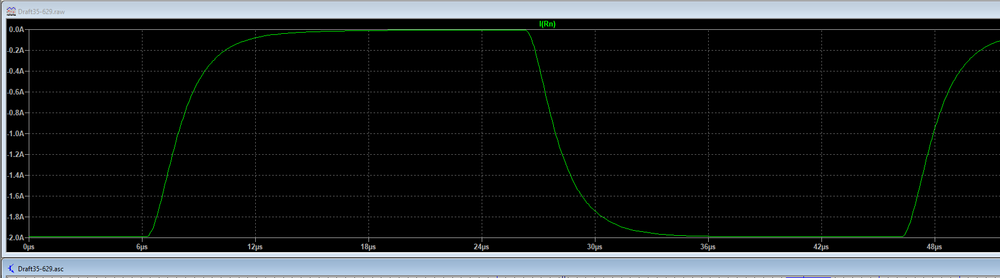 Draft35-629.raw
I(Rn)
0.0A
-0.2A
-0.4A
-0.6A
-0.8A
-1.0A
-1.2A
-1.4A
-1.6A
-1.8A
-2.0A
0µs 6µs 12µs 18µs 24µs 30µs 36µs 42µs 48µs
Draft35-629.asc